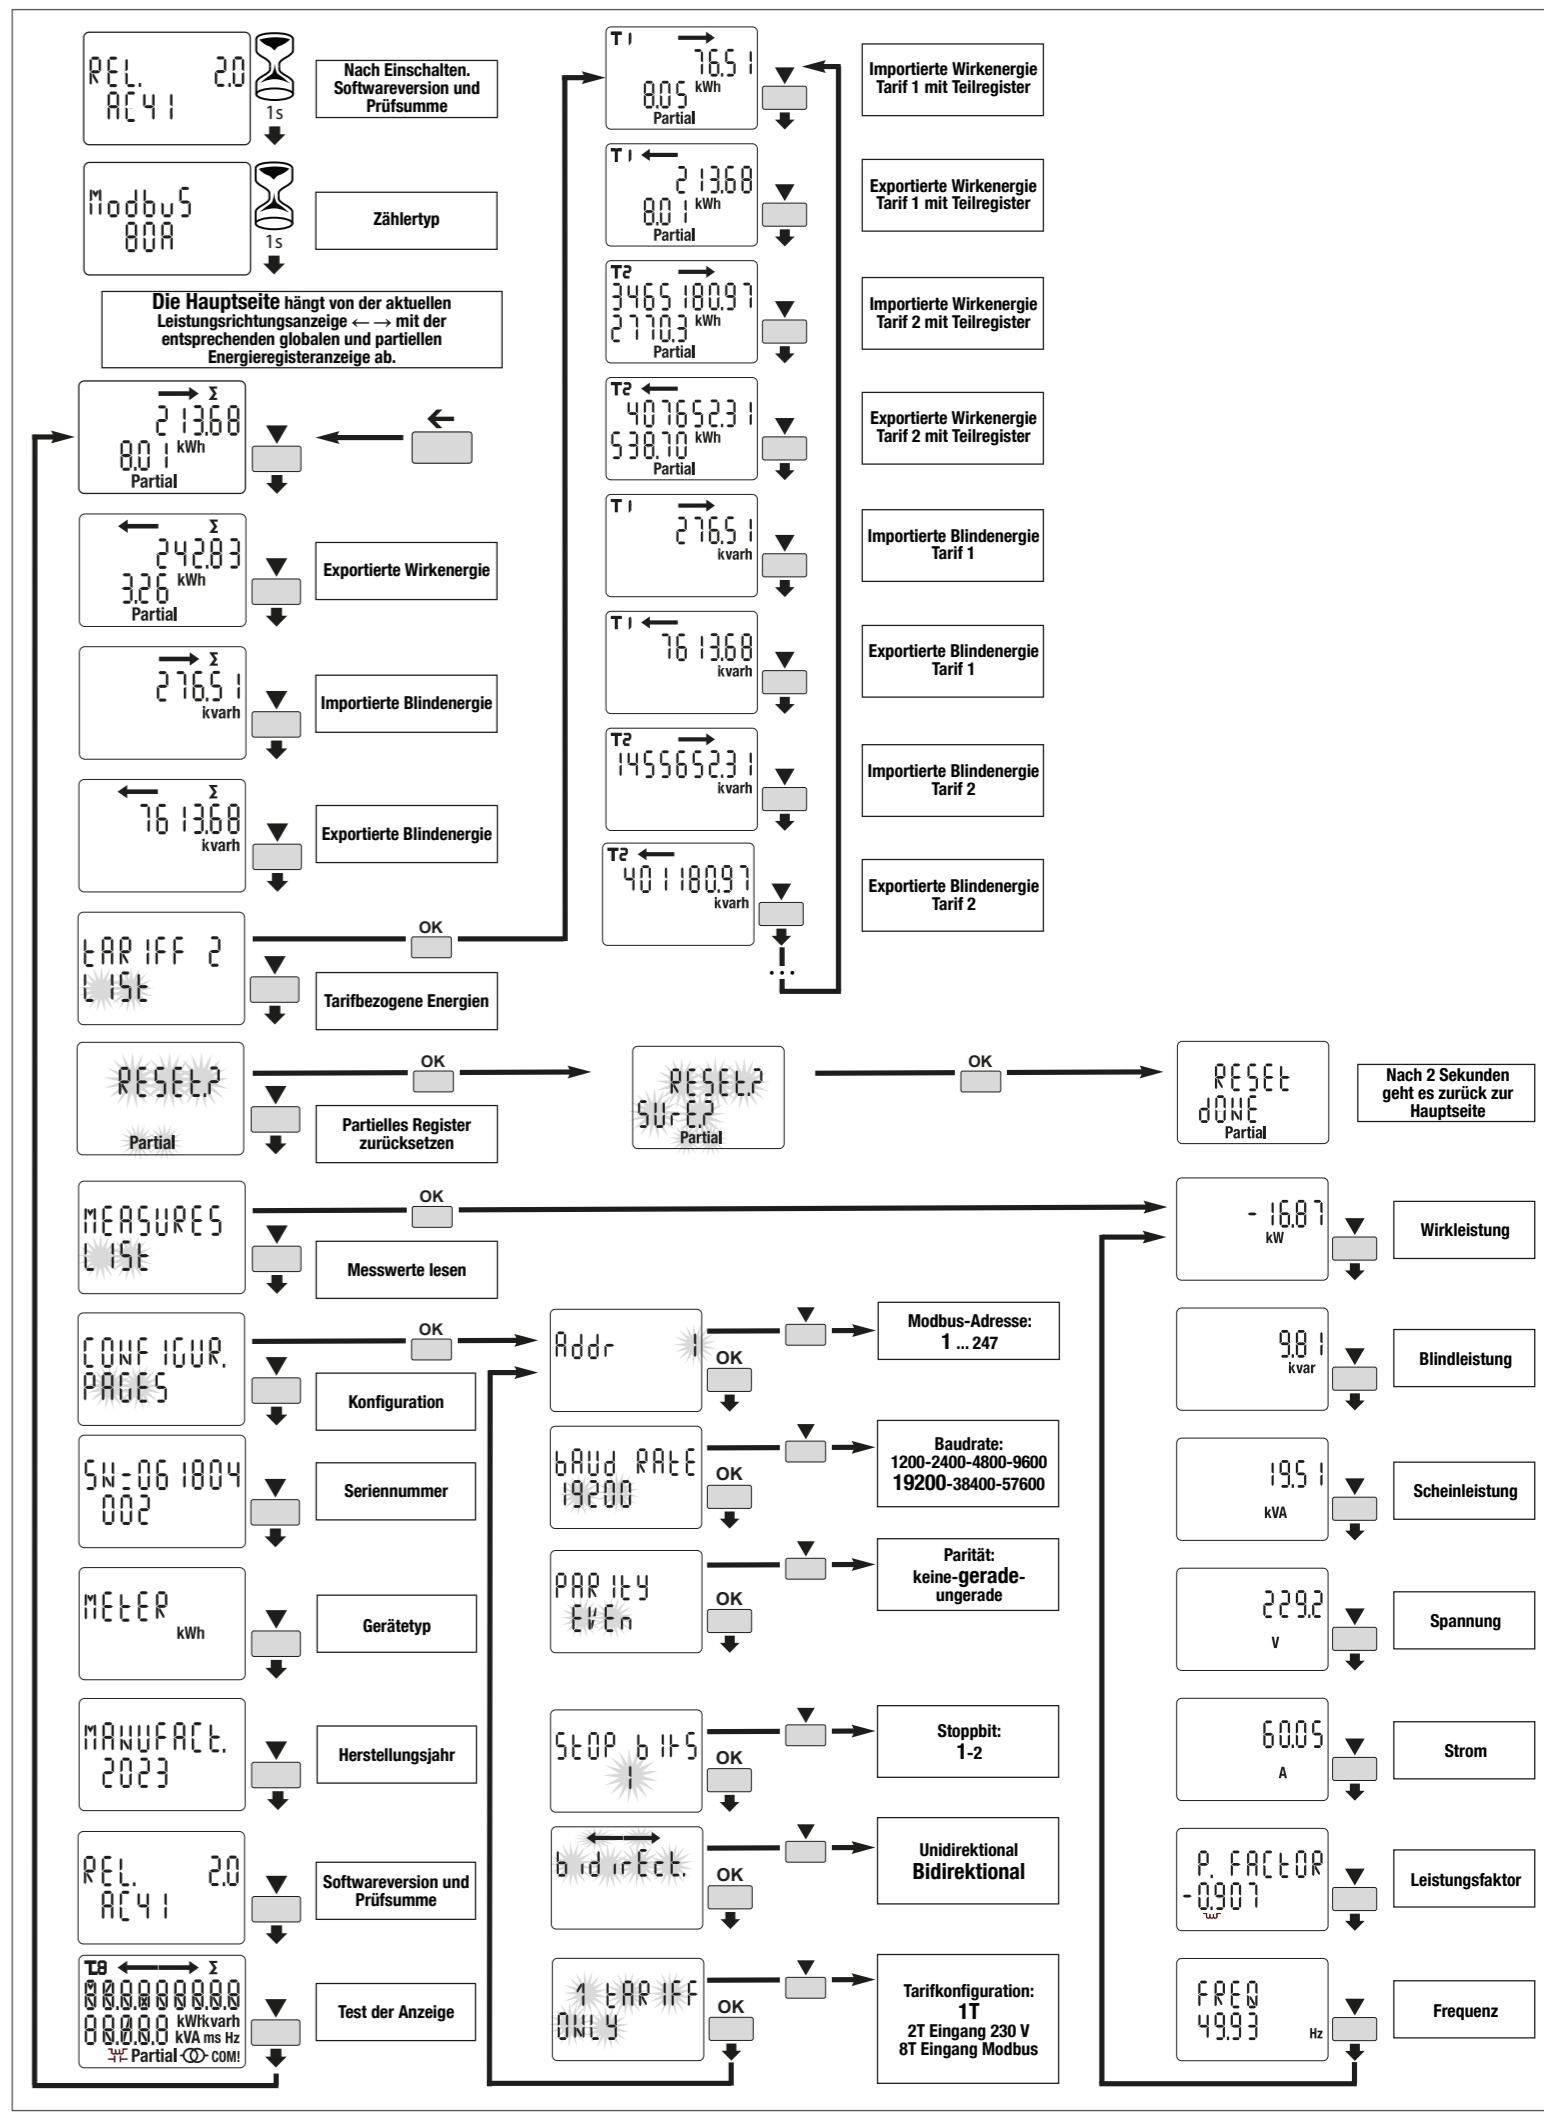 REL. 2.0
AC41
1s
Nach Einschalten.
Softwareversion und
Prüfsumme
ModbuS
80A
1s
Zählertyp
Die Hauptseite hängt von der aktuellen
Leistungsrichtungsanzeige ←→ mit der
entsprechenden globalen und partiellen
Energieregisteranzeige ab.
→ Σ
213.68
8.01 kWh
Partial
←
← Σ
242.83
3.26 kWh
Partial
Exportierte Wirkenergie
→ Σ
276.51
kvarh
Importierte Blindenergie
← Σ
7613.68
kvarh
Exportierte Blindenergie
tARIFF 2
LISt
OK
Tarifbezogene Energien
T1 →
76.51
8.05 kWh
Partial
Importierte Wirkenergie
Tarif 1 mit Teilregister
T1 ←
213.68
8.01 kWh
Partial
Exportierte Wirkenergie
Tarif 1 mit Teilregister
T2 →
3465180.97
2770.3 kWh
Partial
Importierte Wirkenergie
Tarif 2 mit Teilregister
T2 ←
407652.31
538.70 kWh
Partial
Exportierte Wirkenergie
Tarif 2 mit Teilregister
T1 →
276.51
kvarh
Importierte Blindenergie
Tarif 1
T1 ←
7613.68
kvarh
Exportierte Blindenergie
Tarif 1
T2 →
1455652.31
kvarh
Importierte Blindenergie
Tarif 2
T2 ←
401180.97
kvarh
Exportierte Blindenergie
Tarif 2
...
RESEt.?
Partial
OK
Partielles Register
zurücksetzen
RESEt.?
SUrE.?
Partial
OK
RESEt
dONE
Partial
Nach 2 Sekunden
geht es zurück zur
Hauptseite
MEASURES
LISt
OK
Messwerte lesen
CONFIGUR.
PAGES
OK
Konfiguration
SN-061804
002
Seriennummer
MEtER
kWh
Gerätetyp
MANUFACt.
2023
Herstellungsjahr
REL. 2.0
AC41
Softwareversion und
Prüfsumme
T.8 ← → Σ
kWhkvarh
kVA ms Hz
Partial COM!
Test der Anzeige
Addr 1
OK
Modbus-Adresse:
1 ... 247
bAUd RAtE
19200
OK
Baudrate:
1200-2400-4800-9600
19200-38400-57600
PARItY
EVEn
OK
Parität:
keine-gerade-
ungerade
StOP bItS
1
OK
Stoppbit:
1-2
←→
bidirEct.
OK
Unidirektional
Bidirektional
1 tARIFF
ONLY
OK
Tarifkonfiguration:
1T
2T Eingang 230 V
8T Eingang Modbus
-16.87
kW
Wirkleistung
9.81
kvar
Blindleistung
19.51
kVA
Scheinleistung
229.2
V
Spannung
60.05
A
Strom
P. FACtOR
-0.907
Leistungsfaktor
FREQ
49.93 Hz
Frequenz